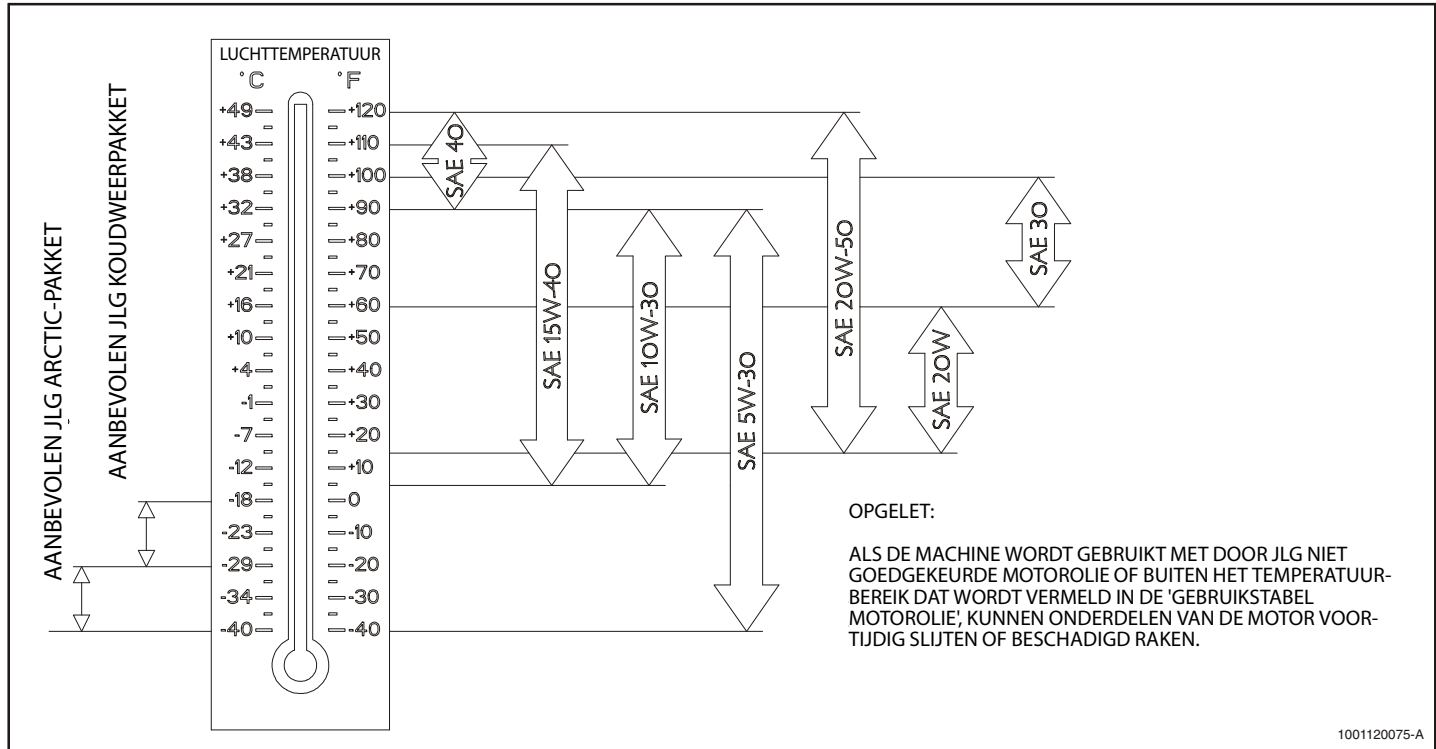 AANBEVOLEN JLG ARCTIC-PAKKET
AANBEVOLEN JLG KOUDWEERPAKKET
LUCHTTEMPERATUUR
°C °F
+49 +120
+43 +110
+38 +100
+32 +90
+27 +80
+21 +70
+16 +60
+10 +50
+4 +40
-1 +30
-7 +20
-12 +10
-18 0
-23 -10
-29 -20
-34 -30
-40 -40
SAE 40
SAE 15W-40
SAE 10W-30
SAE 5W-30
SAE 20W-50
SAE 20W
SAE 30
OPGELET:
ALS DE MACHINE WORDT GEBRUIKT MET DOOR JLG NIET
GOEDGEKEURDE MOTOROLIE OF BUITEN HET TEMPERATUUR-
BEREIK DAT WORDT VERMELD IN DE 'GEBRUIKSTABEL
MOTOROLIE', KUNNEN ONDERDELEN VAN DE MOTOR VOOR-
TIJDIG SLIJTEN OF BESCHADIGD RAKEN.
1001120075-A